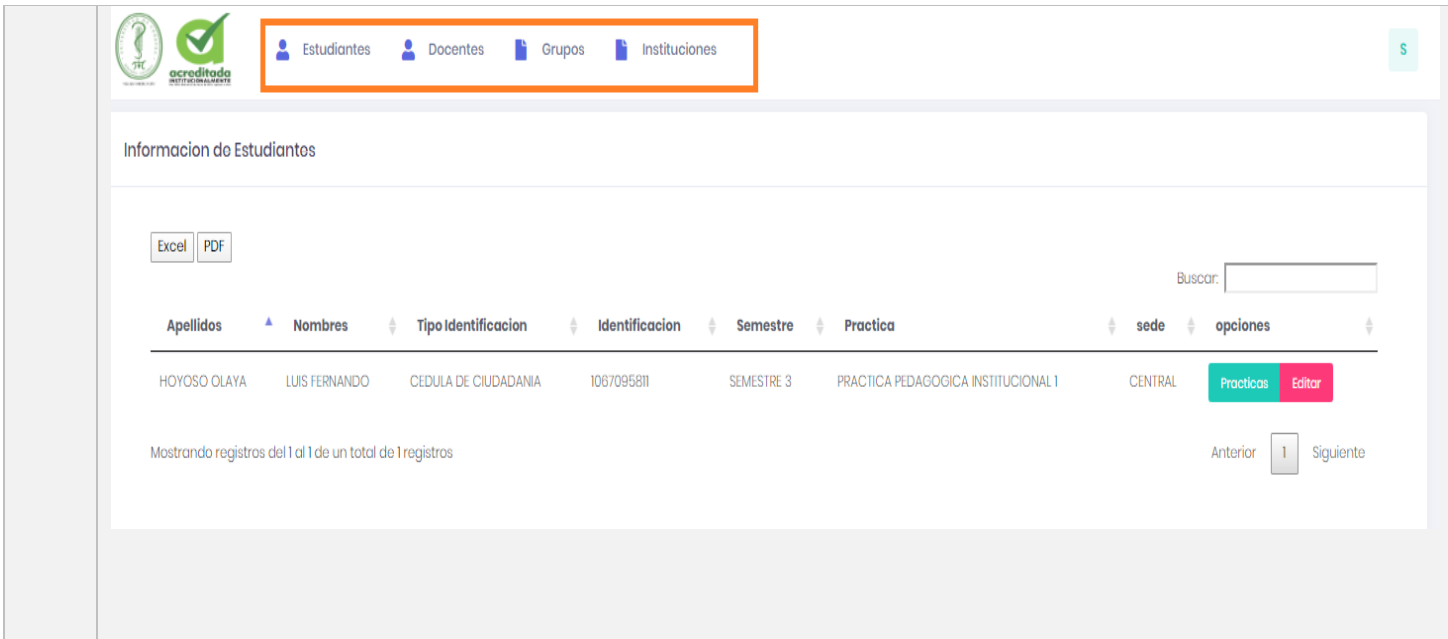 acreditada
INSTITUCIONALMENTE
Estudiantes Docentes Grupos Instituciones S
Informacion de Estudiantes
Excel PDF
Buscar:
Apellidos Nombres Tipo Identificacion Identificacion Semestre Practica sede opciones
HOYOSO OLAYA LUIS FERNANDO CEDULA DE CIUDADANIA 1067095811 SEMESTRE 3 PRACTICA PEDAGOGICA INSTITUCIONAL 1 CENTRAL Practicas Editar
Mostrando registros del 1 al 1 de un total de 1 registros
Anterior 1 Siguiente